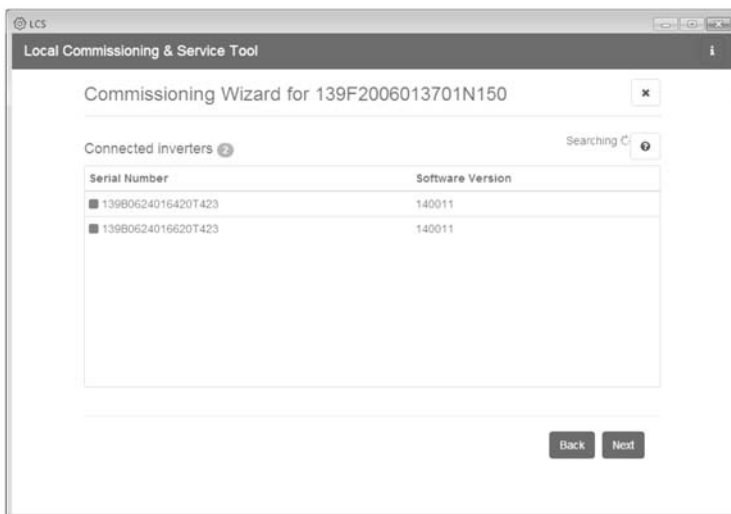 LCS
Local Commissioning & Service Tool
i
Commissioning Wizard for 139F2006013701N150
Connected inverters 2
Searching
Serial Number Software Version
139B0624016420T423 140011
139B0624016620T423 140011
Back Next